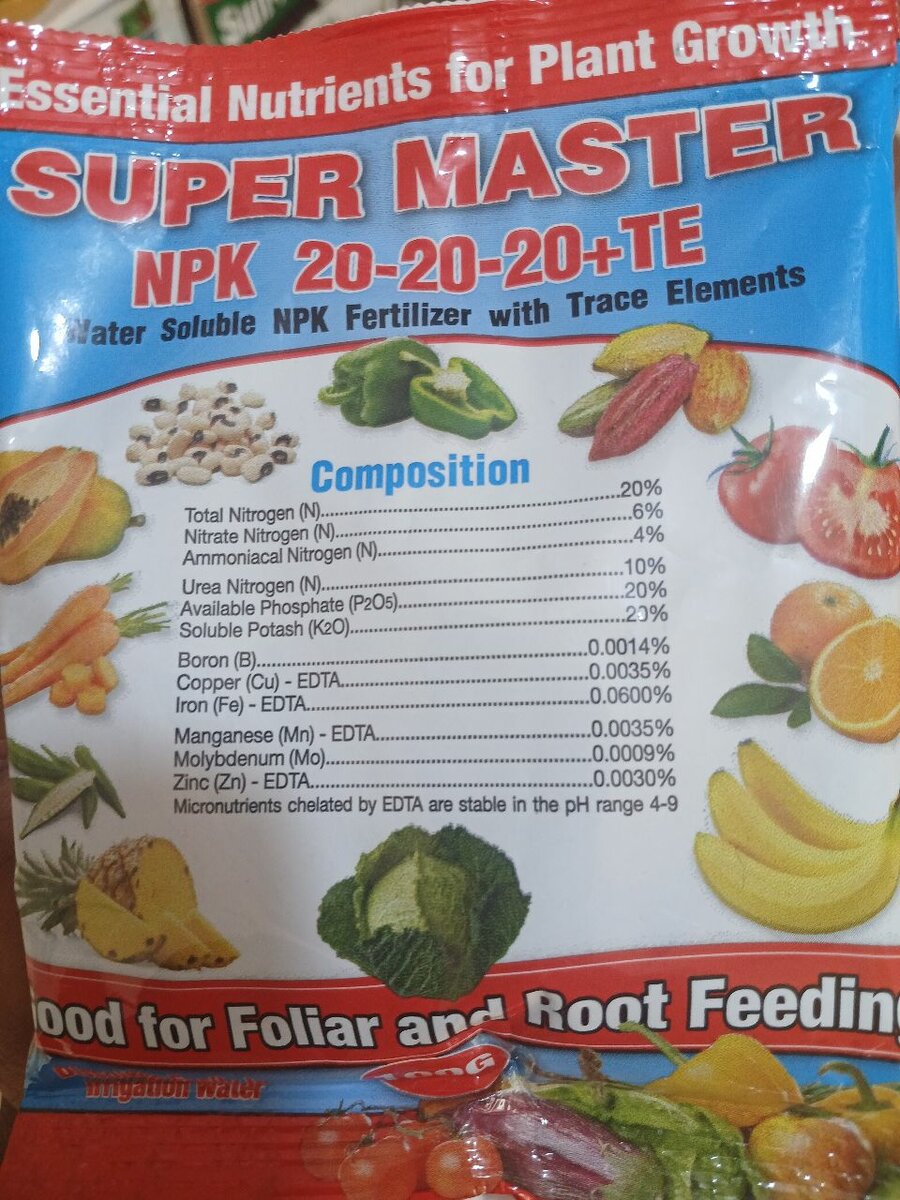 Essential Nutrients for Plant Growth
SUPER MASTER
NPK 20-20-20+TE
Water Soluble NPK Fertilizer with Trace Elements
Composition
Total Nitrogen (N)....................20%
Nitrate Nitrogen (N)....................6%
Ammoniacal Nitrogen (N)....................4%
Urea Nitrogen (N)....................10%
Available Phosphate (P2O5)....................20%
Soluble Potash (K2O)....................20%
Boron (B)....................0.0014%
Copper (Cu) - EDTA....................0.0035%
Iron (Fe) - EDTA....................0.0600%
Manganese (Mn) - EDTA....................0.0035%
Molybdenum (Mo)....................0.0009%
Zinc (Zn) - EDTA....................0.0030%
Micronutrients chelated by EDTA are stable in the pH range 4-9
ood for Foliar and Root Feeding
Irrigation Water
100G